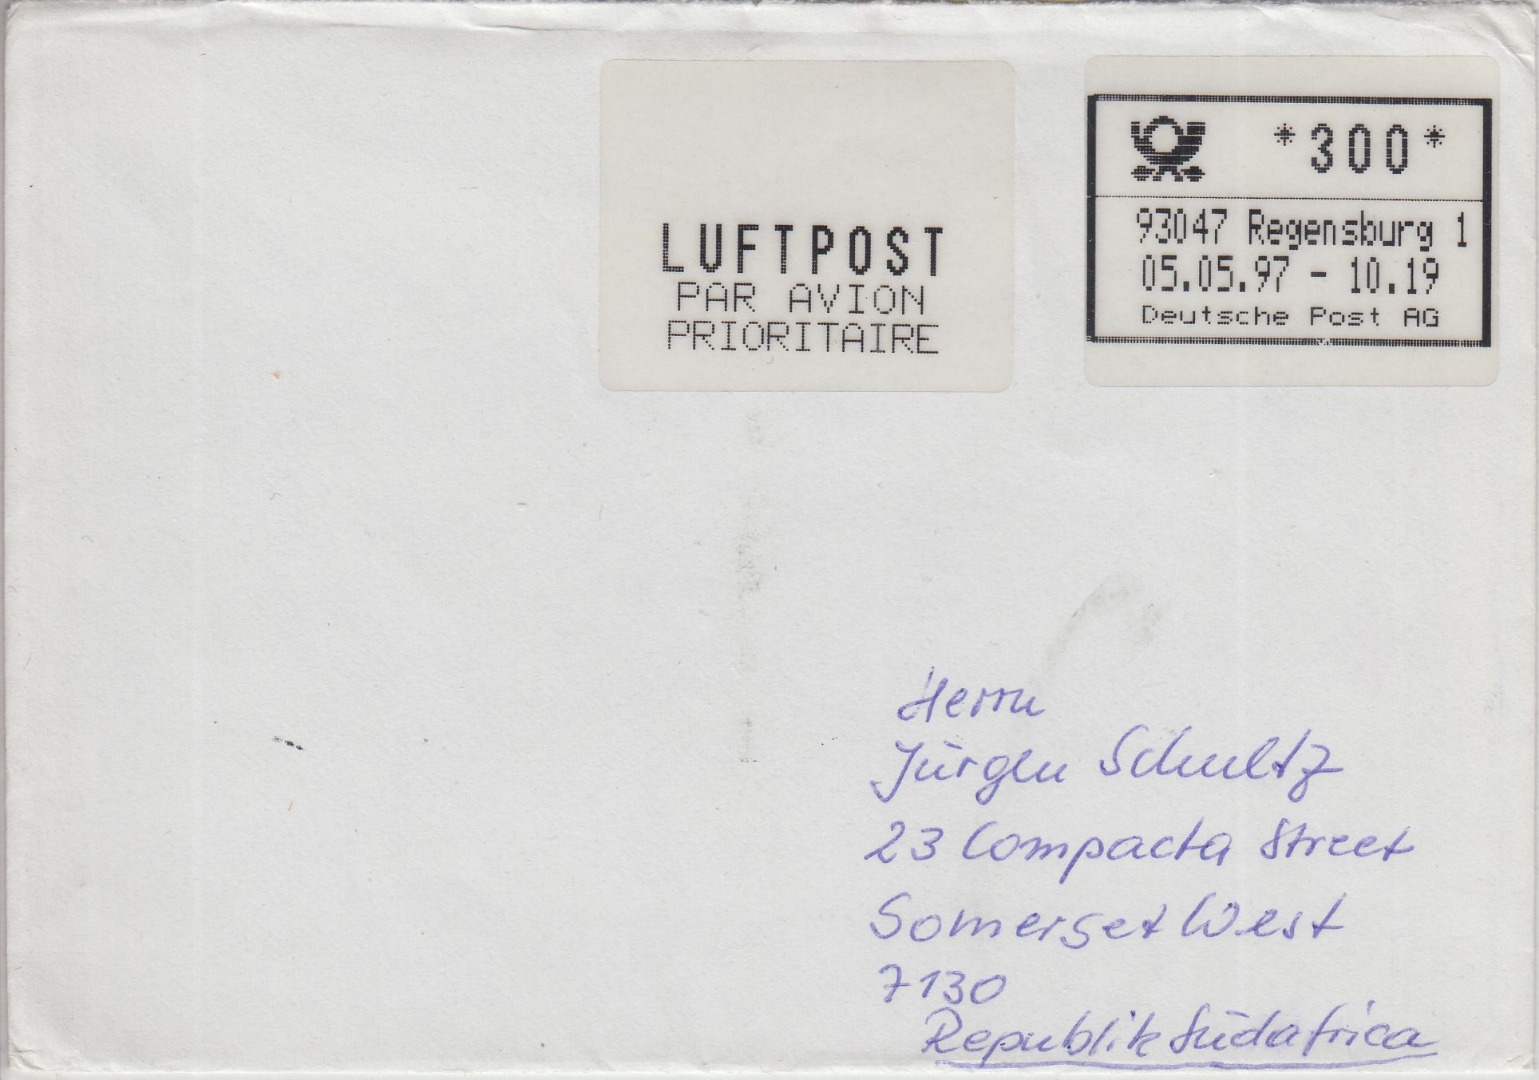 LUFTPOST
PAR AVION
PRIORITAIRE
*300*
93047 Regensburg 1
05.05.97 - 10.19
Deutsche Post AG
Herrn
Jürgen Schultz
23 Compacta Street
Somerset West
7130
Republik Südafrica